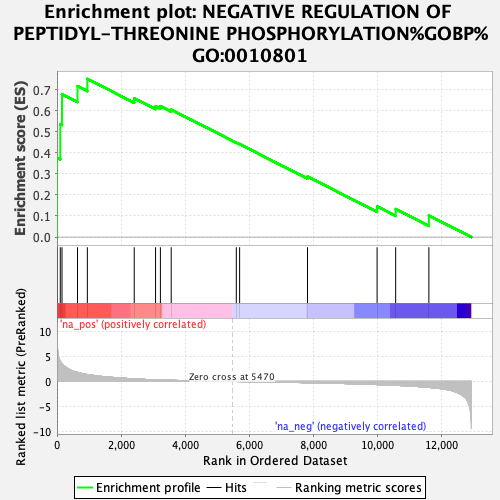 Enrichment plot: NEGATIVE REGULATION OF
PEPTIDYL-THREONINE PHOSPHORYLATION%GOBP%
GO:0010801
Enrichment score (ES)
0.7
0.6
0.5
0.4
0.3
0.2
0.1
0.0
'na_pos' (positively correlated)
Ranked list metric (PreRanked)
10
5
0
-5
-10
Zero cross at 5470
'na_neg' (negatively correlated)
0
2,000
4,000
6,000
8,000
10,000
12,000
Rank in Ordered Dataset
Enrichment profile
Hits
Ranking metric scores